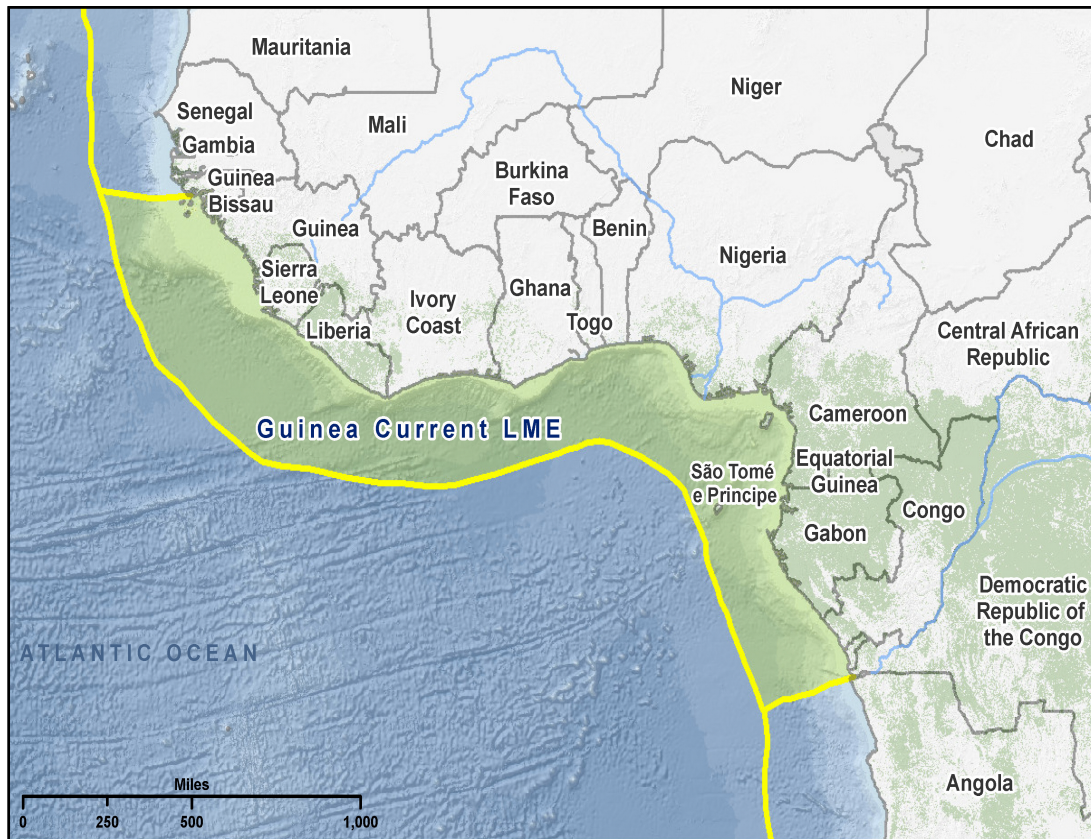 Mauritania
Niger
Senegal
Mali
Chad
Gambia
Burkina
Faso
Guinea
Bissau
Guinea
Benin
Nigeria
Sierra
Leone
Ivory
Coast
Ghana
Togo
Liberia
Central African
Republic
Guinea Current LME
Cameroon
São Tomé
e Principe
Equatorial
Guinea
Congo
Gabon
Democratic
Republic of
the Congo
ATLANTIC OCEAN
Angola
Miles
0 250 500 1,000